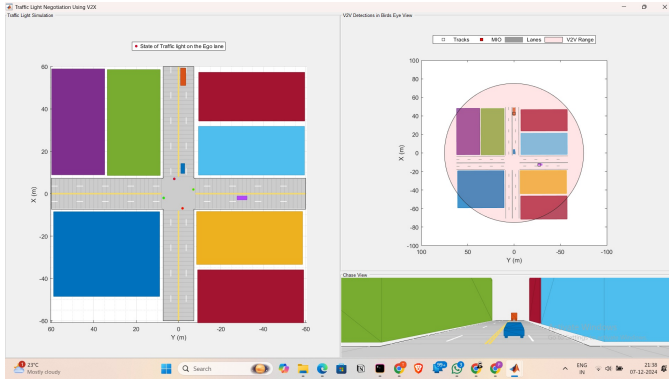 Traffic Light Negotiation Using V2X
Traffic Light Simulation
State of Traffic light on the Ego lane
60
40
20
0
-20
-40
-60
X (m)
60 40 20 0 -20 -40 -60
Y (m)
V2V Detections in Birds Eye View
Tracks MIO Lanes V2V Range
100
80
60
40
20
0
-20
-40
-60
-80
-100
X (m)
100 50 0 -50 -100
Y (m)
Chase View
23°C
Mostly cloudy
Search
ENG
IN
21:38
07-12-2024